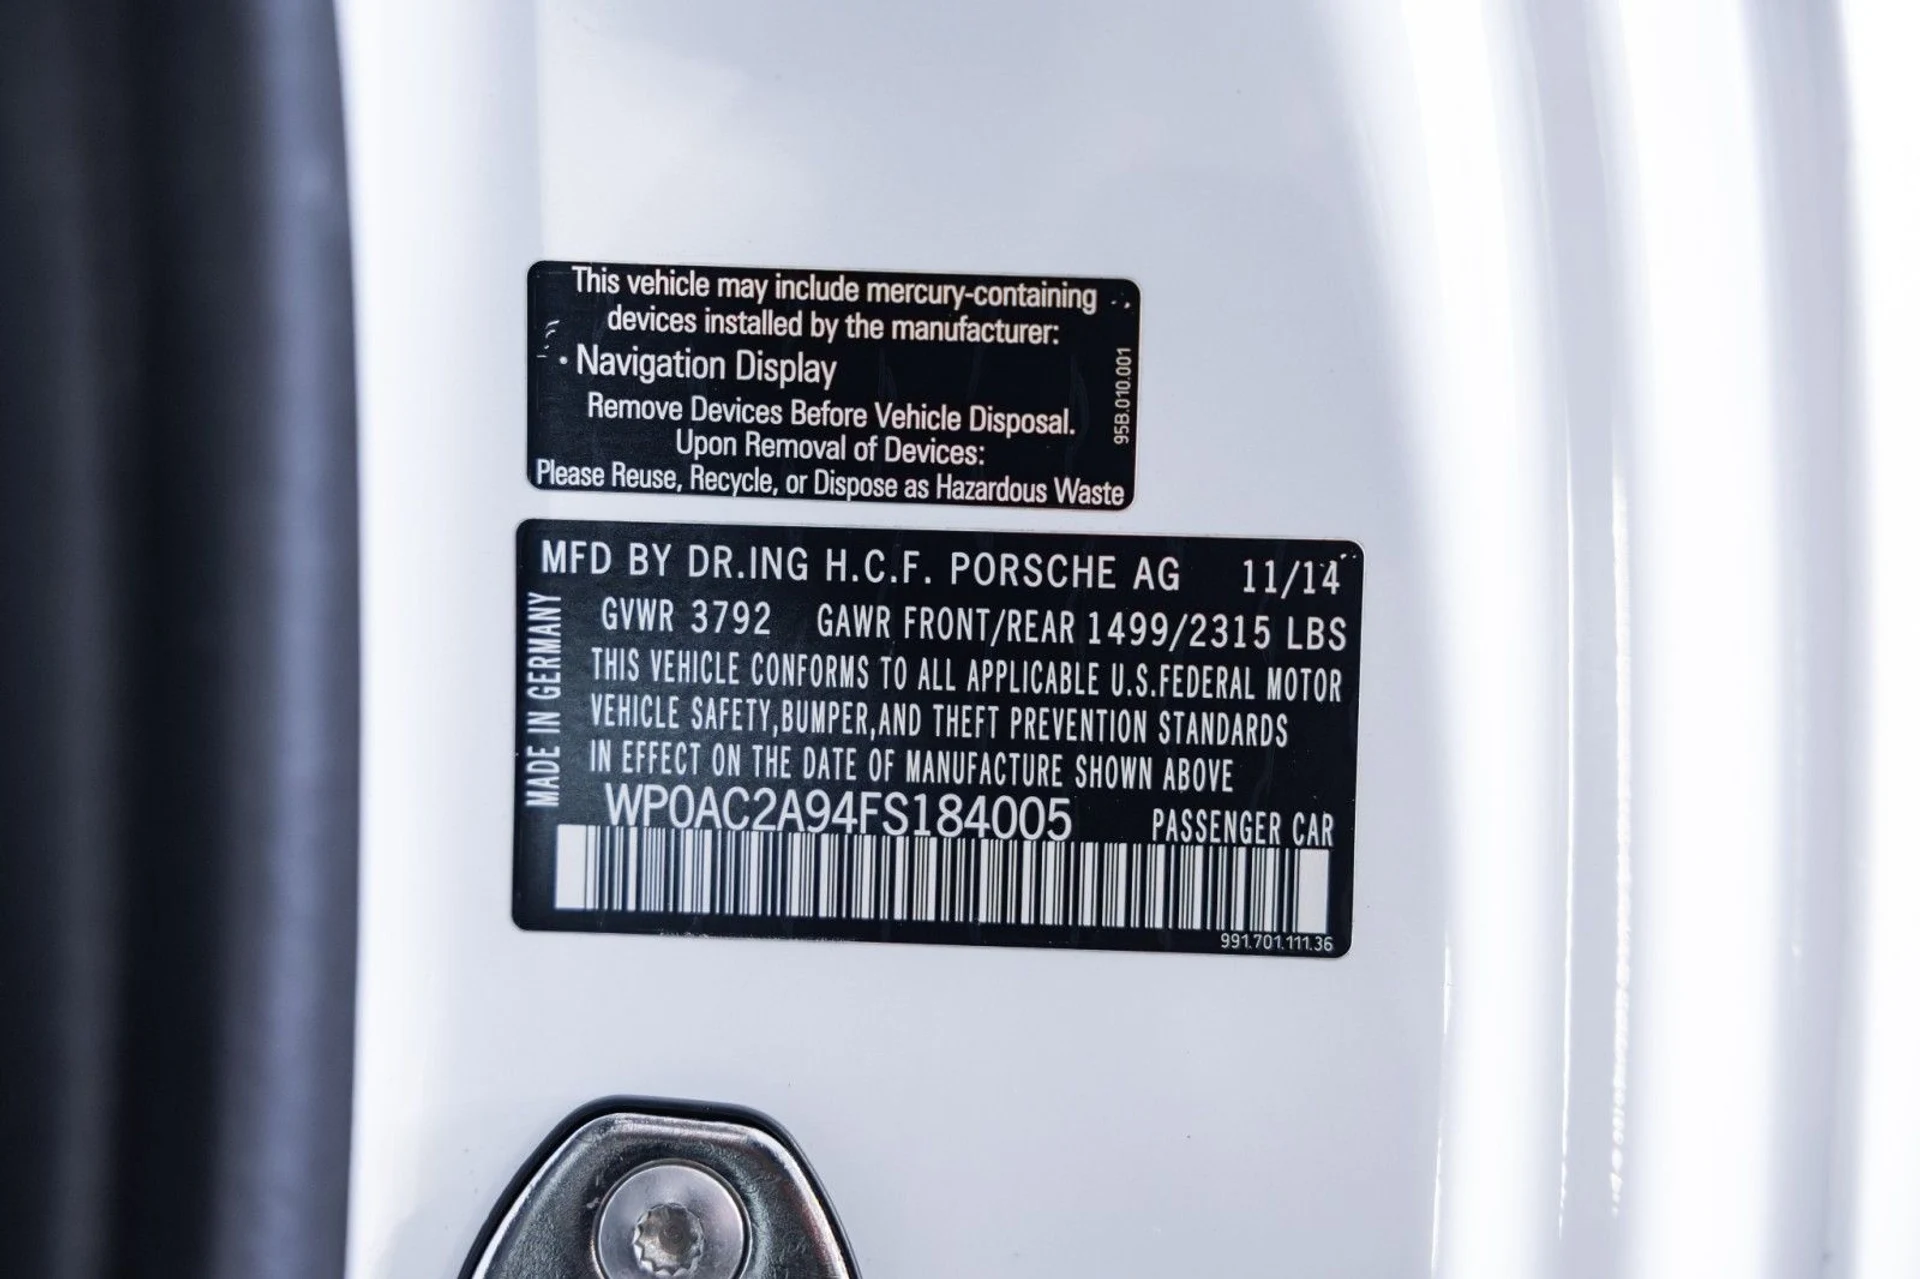 This vehicle may include mercury-containing
devices installed by the manufacturer:
· Navigation Display
Remove Devices Before Vehicle Disposal.
Upon Removal of Devices:
Please Reuse, Recycle, or Dispose as Hazardous Waste
95B.010.001
MFD BY DR.ING H.C.F. PORSCHE AG 11/14
GVWR 3792 GAWR FRONT/REAR 1499/2315 LBS
THIS VEHICLE CONFORMS TO ALL APPLICABLE U.S.FEDERAL MOTOR
VEHICLE SAFETY,BUMPER,AND THEFT PREVENTION STANDARDS
IN EFFECT ON THE DATE OF MANUFACTURE SHOWN ABOVE
WP0AC2A94FS184005 PASSENGER CAR
MADE IN GERMANY
991.701.111.36